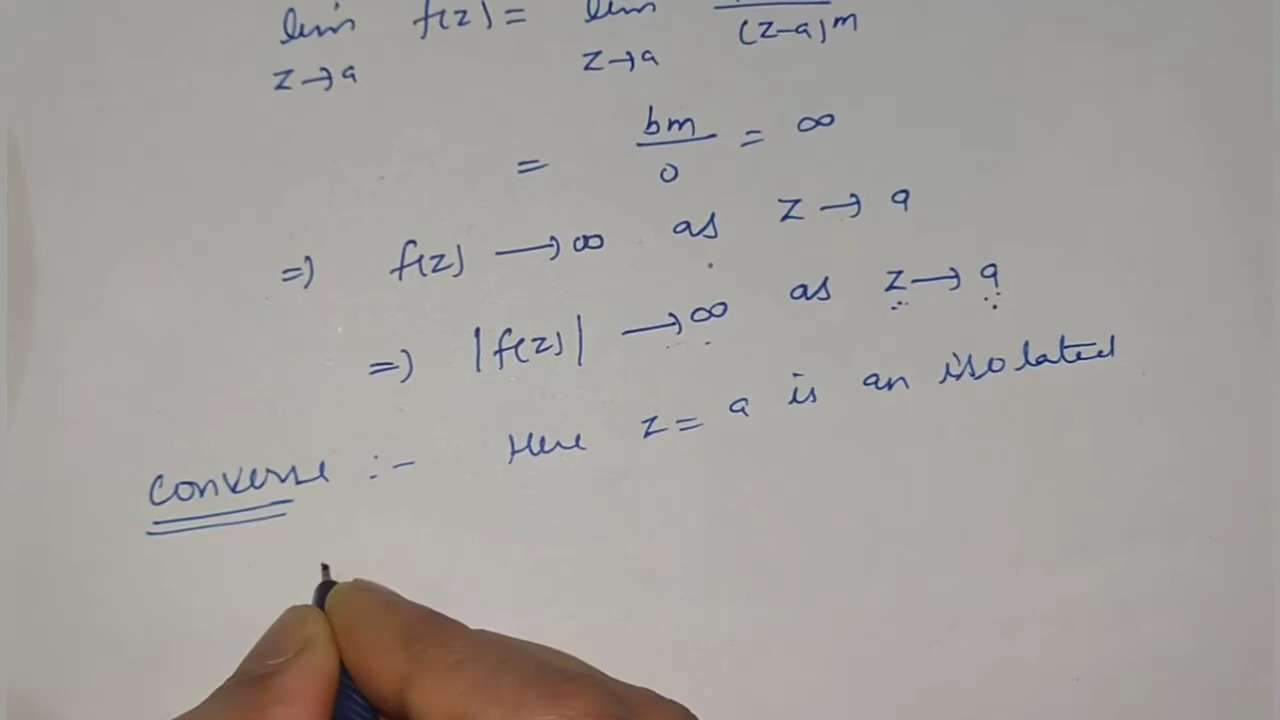 lim f(z) = lim
z→a z→a (z-a)^m
= bm/0 = ∞
=) f(z) → ∞ as z → a
=) |f(z)| → ∞ as z → a
Converse :- Here z = a is an isolated